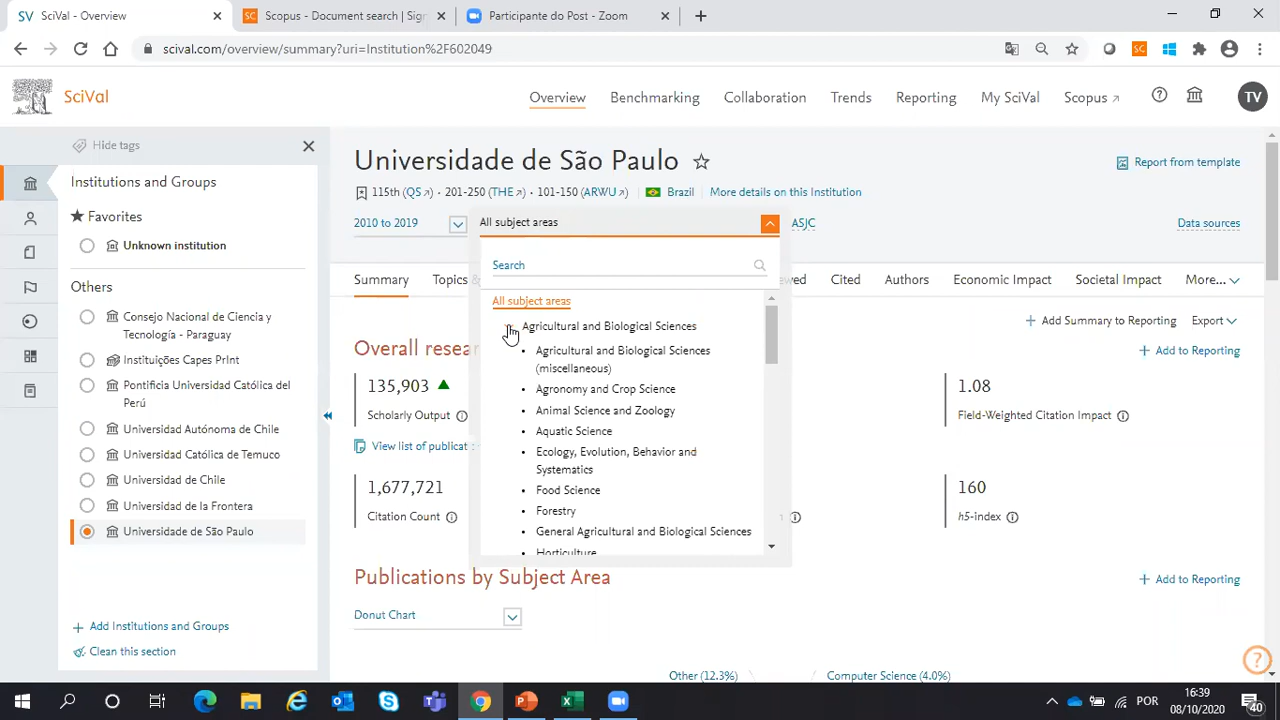 SciVal - Overview
Scopus - Document search | Sig
Participante do Post - Zoom
scival.com/overview/summary?uri=Institution%2F602049
SciVal
Overview
Benchmarking
Collaboration
Trends
Reporting
My SciVal
Scopus
TV
Hide tags
Institutions and Groups
Favorites
Unknown institution
Others
Consejo Nacional de Ciencia y
Tecnología - Paraguay
Instituições Capes PrInt
Pontificia Universidad Católica del
Perú
Universidad Autónoma de Chile
Universidad Católica de Temuco
Universidad de Chile
Universidad de la Frontera
Universidade de São Paulo
Add Institutions and Groups
Clean this section
Universidade de São Paulo
Report from template
115th (QS) · 201-250 (THE) · 101-150 (ARWU) Brazil More details on this Institution
2010 to 2019
All subject areas
ASJC
Data sources
Summary
Topics &
ewed
Cited
Authors
Economic Impact
Societal Impact
More...
+ Add Summary to Reporting
Export
Overall resea
+ Add to Reporting
135,903
Scholarly Output
View list of publicat
1.08
Field-Weighted Citation Impact
1,677,721
Citation Count
160
h5-index
Search
All subject areas
Agricultural and Biological Sciences
• Agricultural and Biological Sciences
(miscellaneous)
• Agronomy and Crop Science
• Animal Science and Zoology
• Aquatic Science
• Ecology, Evolution, Behavior and
Systematics
• Food Science
• Forestry
• General Agricultural and Biological Sciences
• Horticulture
Publications by Subject Area
+ Add to Reporting
Donut Chart
Other (12.3%)
Computer Science (4.0%)
POR
16:39
08/10/2020
40